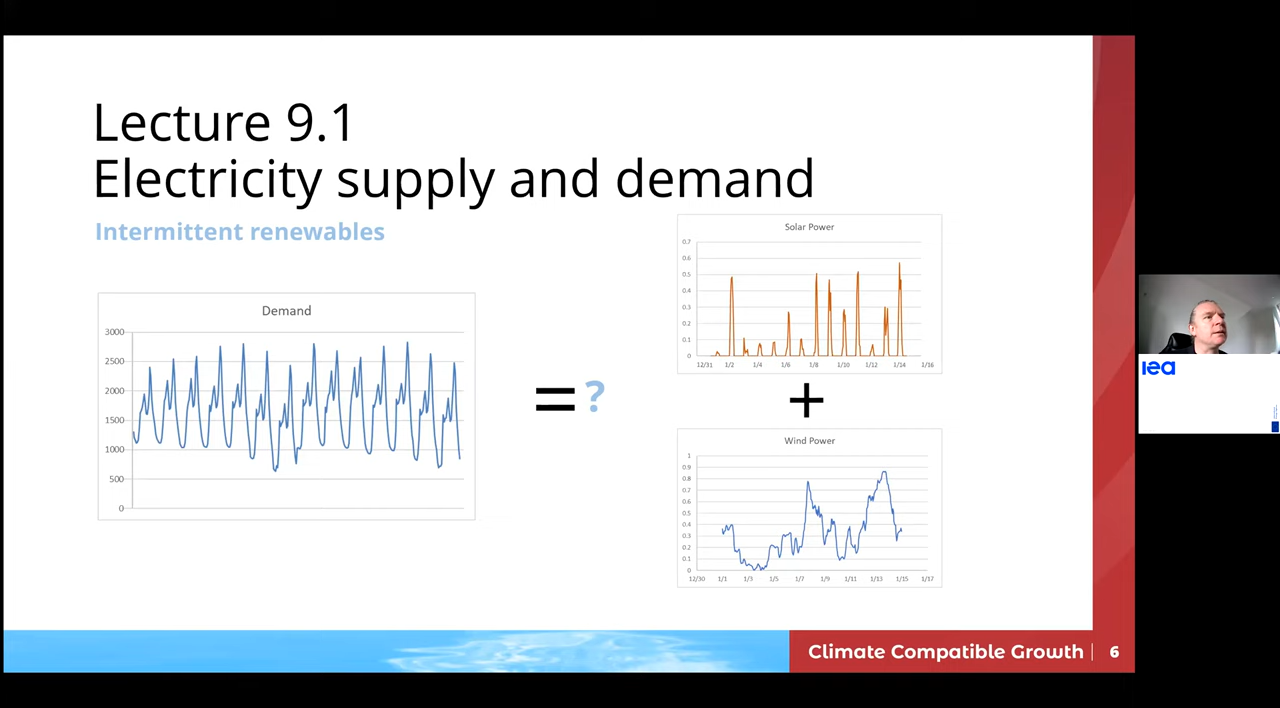 Lecture 9.1
Electricity supply and demand
Intermittent renewables
Demand
3000
2500
2000
1500
1000
500
0
= ?
Solar Power
0.7
0.6
0.5
0.4
0.3
0.2
0.1
0
12/31 1/2 1/4 1/6 1/8 1/10 1/12 1/14 1/16
+
Wind Power
1
0.9
0.8
0.7
0.6
0.5
0.4
0.3
0.2
0.1
0
12/30 1/1 1/3 1/5 1/7 1/9 1/11 1/13 1/15 1/17
iea
Climate Compatible Growth | 6